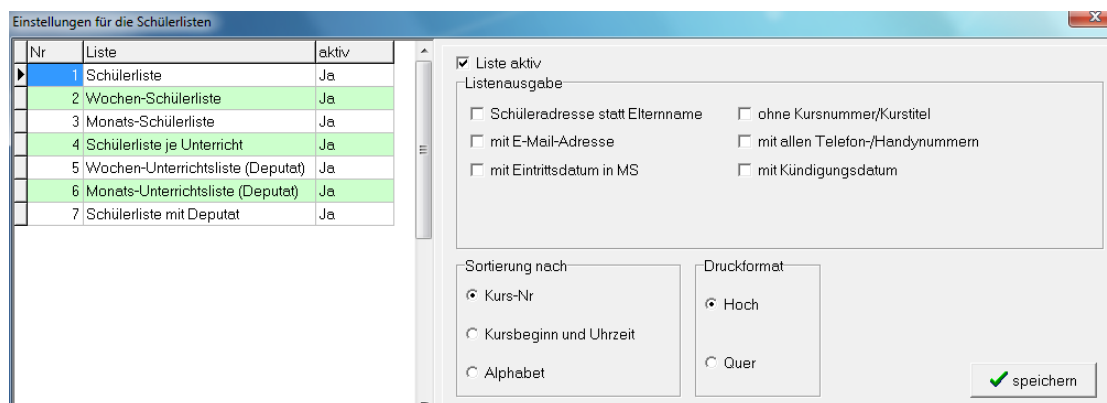 Einstellungen für die Schülerlisten
Nr Liste aktiv
1 Schülerliste Ja
2 Wochen-Schülerliste Ja
3 Monats-Schülerliste Ja
4 Schülerliste je Unterricht Ja
5 Wochen-Unterrichtsliste (Deputat) Ja
6 Monats-Unterrichtsliste (Deputat) Ja
7 Schülerliste mit Deputat Ja
Liste aktiv
Listenausgabe
Schüleradresse statt Elternname ohne Kursnummer/Kurstitel
mit E-Mail-Adresse mit allen Telefon-/Handynummern
mit Eintrittsdatum in MS mit Kündigungsdatum
Sortierung nach
Kurs-Nr
Kursbeginn und Uhrzeit
Alphabet
Druckformat
Hoch
Quer
speichern